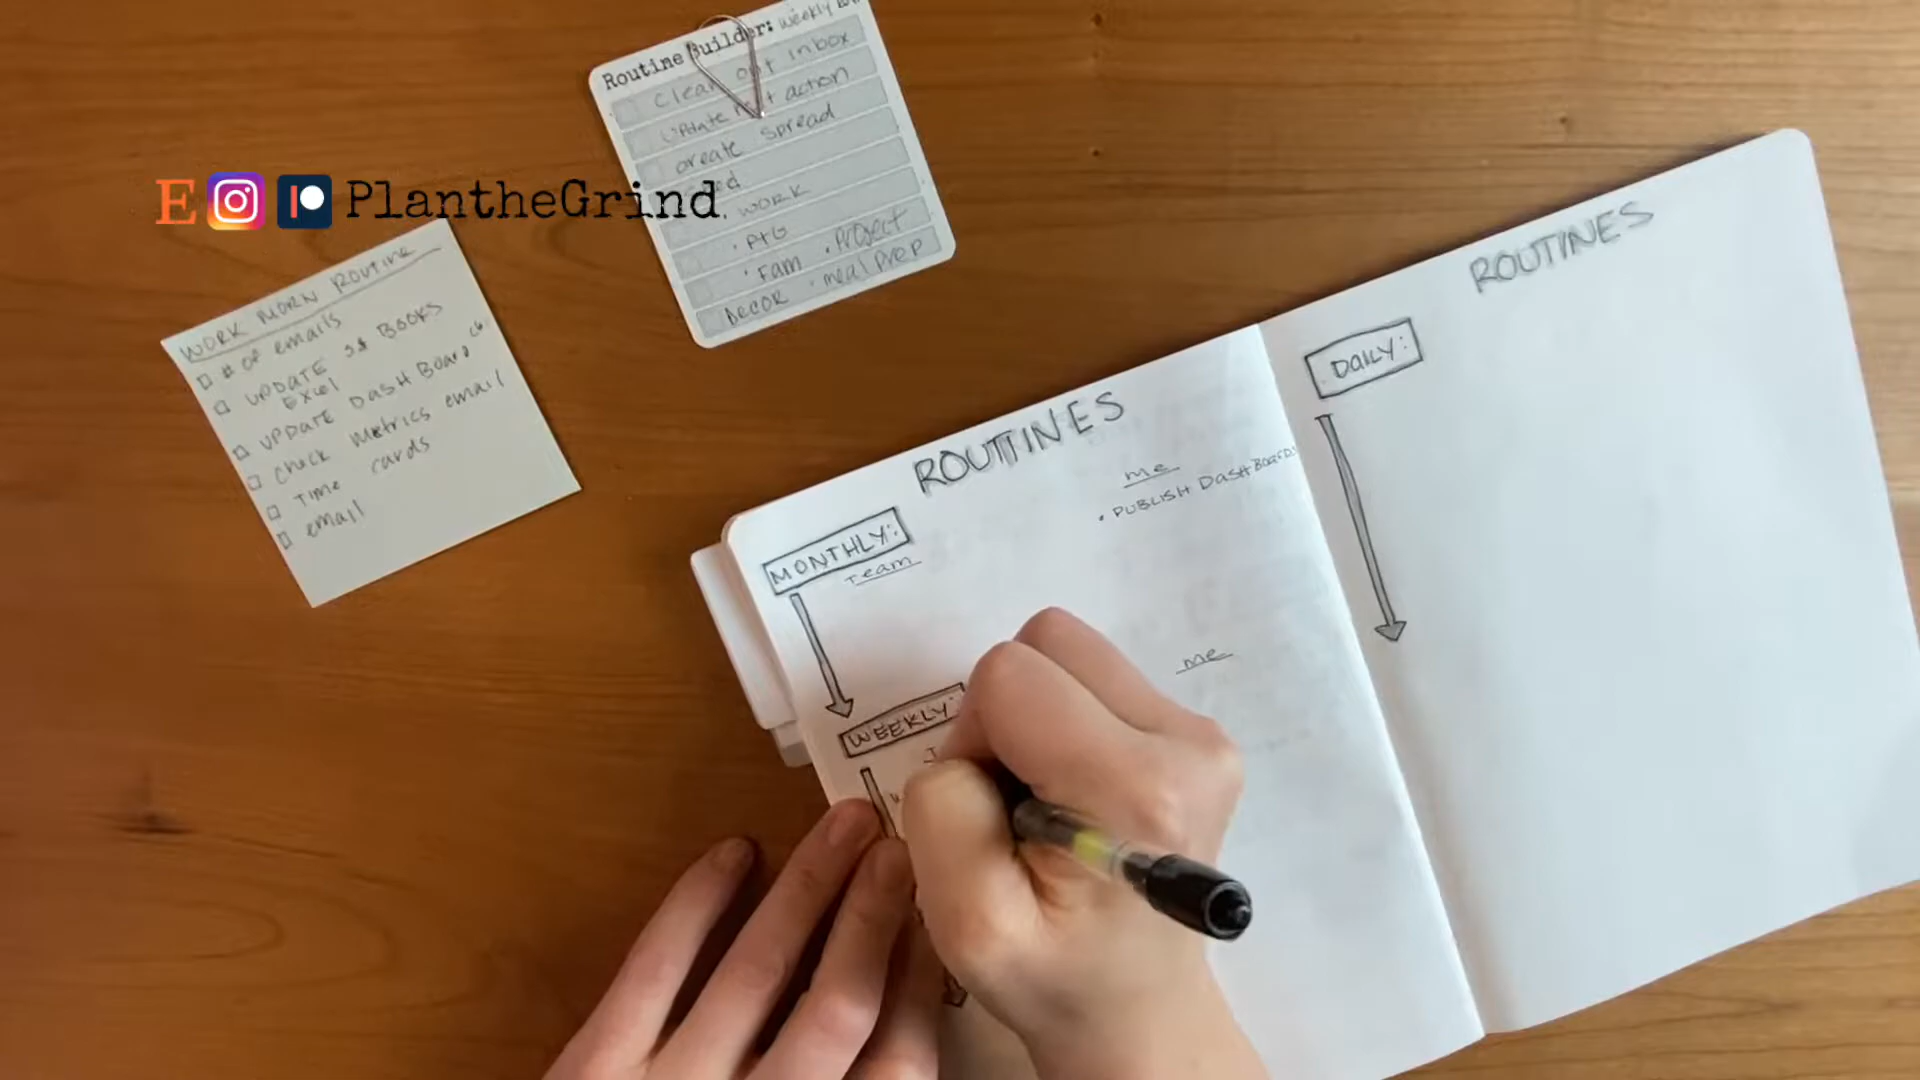 Routine Builder: weekly
clean out inbox
update next action
create spread
work
• PtG
• Fam • Project
Decor • meal prep
E PlantheGrind
WORK MORN ROUTINE
# of emails
UPDATE $$ BOOKS
Excel
UPDATE DASHBoard
CHECK metrics email
TIME cards
email
ROUTINES
MONTHLY:
Team
me
• PUBLISH DASHBOARDS
WEEKLY:
me
ROUTINES
DAILY: